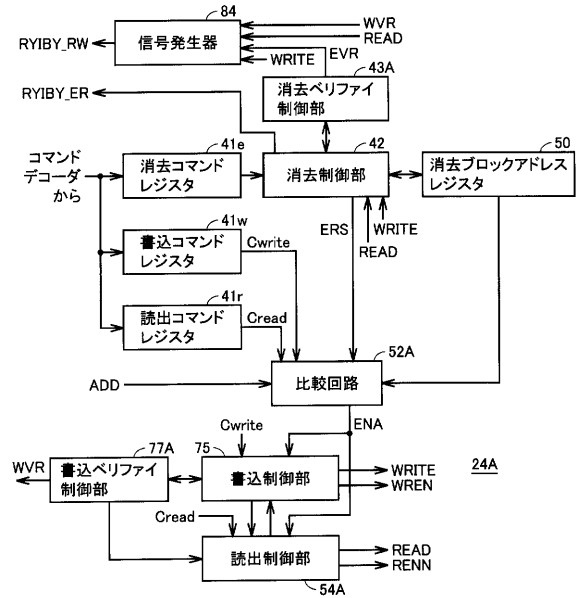 84
信号発生器
WVR
READ
RYIBY_RW
WRITE
EVR
43A
消去ベリファイ
制御部
RYIBY_ER
41e
42
50
コマンド
デコーダ
から
消去コマンド
レジスタ
消去制御部
消去ブロックアドレス
レジスタ
41w
書込コマンド
レジスタ
Cwrite
ERS
WRITE
READ
41r
読出コマンド
レジスタ
Cread
52A
ADD
比較回路
ENA
Cwrite
77A
75
WVR
書込ベリファイ
制御部
書込制御部
WRITE
WREN
24A
Cread
読出制御部
READ
RENN
54A